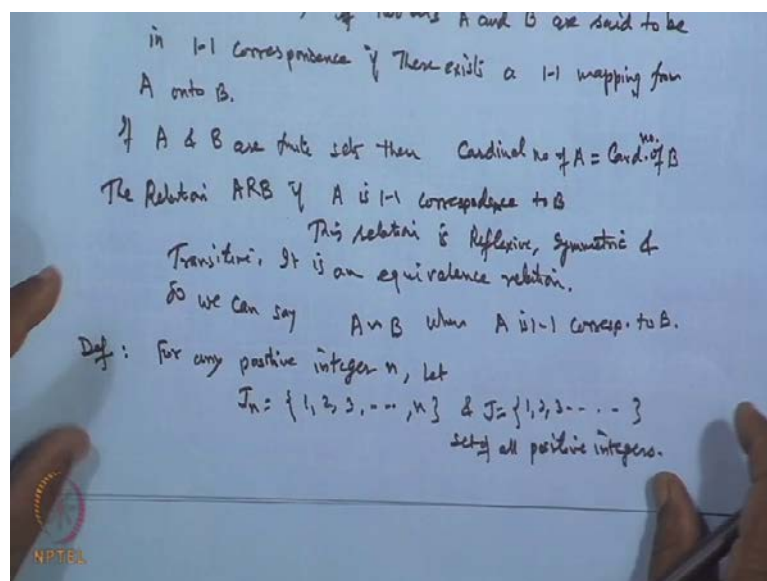 A and B are said to be
in 1-1 correspondence if There exists a 1-1 mapping from
A onto B.
If A & B are finite sets then Cardinal no of A = Card. no. of B
The Relation ARB if A is 1-1 correspondence to B
This relation is Reflexive, Symmetric &
Transitive. It is an equivalence relation.
So we can say A ~ B when A is 1-1 corresp. to B.
Def: For any positive integer n, let
Jn = {1, 2, 3, ---, n} & J = {1, 2, 3 - - - - }
set of all positive integers.
NPTEL